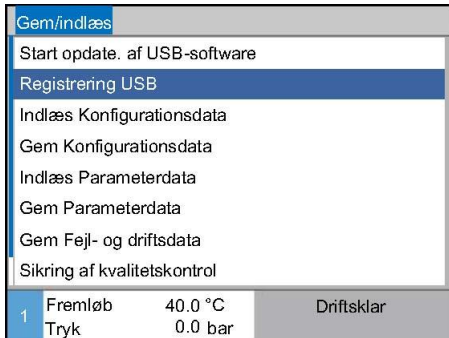 Gem/indlæs
Start opdate. af USB-software
Registrering USB
Indlæs Konfigurationsdata
Gem Konfigurationsdata
Indlæs Parameterdata
Gem Parameterdata
Gem Fejl- og driftsdata
Sikring af kvalitetskontrol
1 Fremløb 40.0 °C Driftsklar
Tryk 0.0 bar